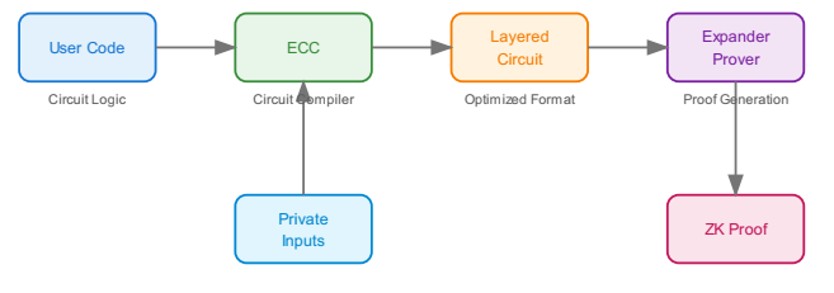 User Code
ECC
Layered
Circuit
Expander
Prover
Circuit Logic
Circuit Compiler
Optimized Format
Proof Generation
Private
Inputs
ZK Proof